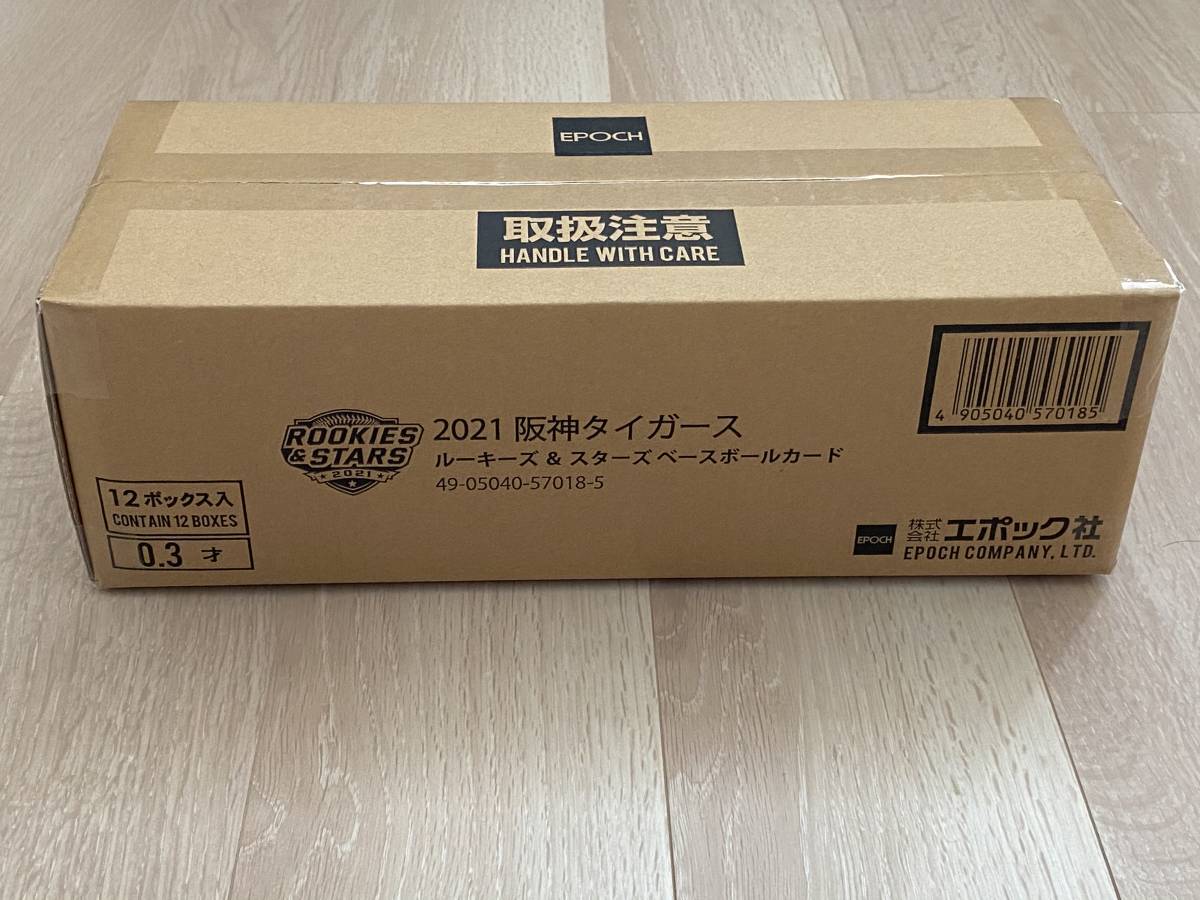 EPOCH
取扱注意
HANDLE WITH CARE
4 905040 570185
ROOKIES
& STARS
2021
2021 阪神タイガース
ルーキーズ & スターズ ベースボールカード
49-05040-57018-5
12ボックス入
CONTAIN 12 BOXES
0.3 才
EPOCH
株式会社 エポック社
EPOCH COMPANY, LTD.